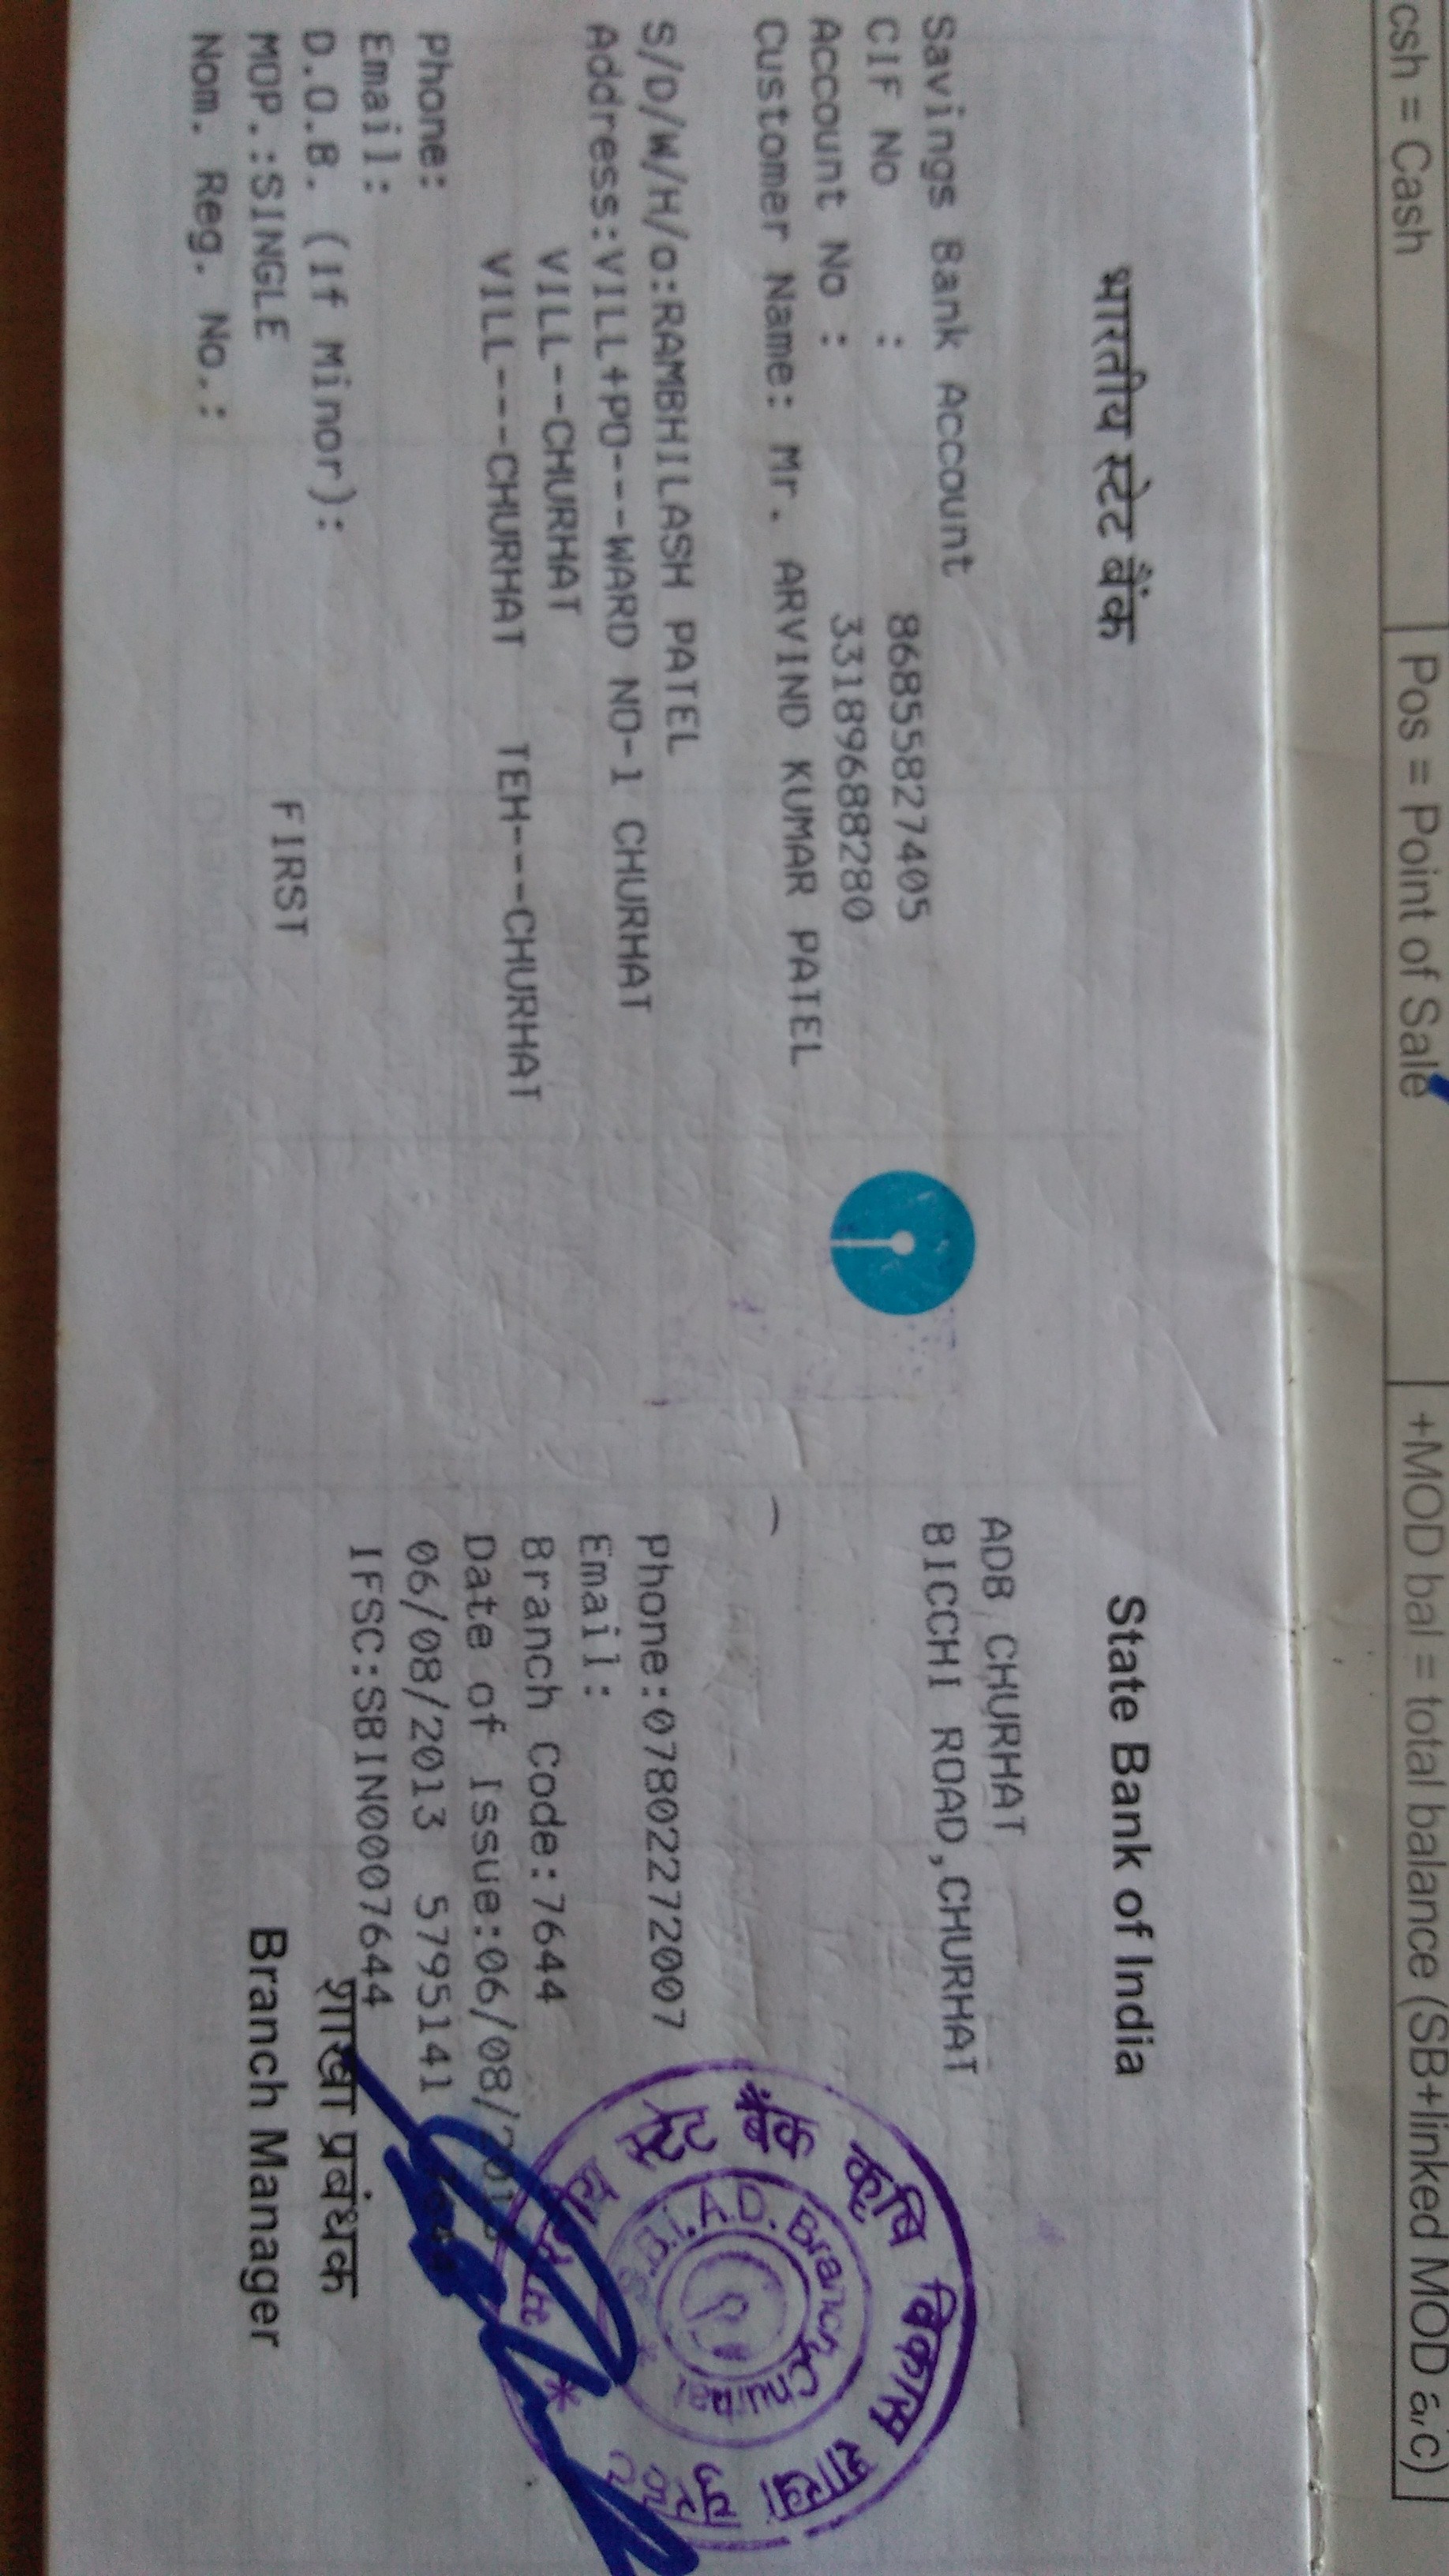 csh = Cash
Pos = Point of Sale
+MOD bal = total balance (SB+linked MOD a/c)
भारतीय स्टेट बैंक
State Bank of India
Savings Bank Account
CIF No : 86855827405
Account No : 33189688280
Customer Name: Mr. ARVIND KUMAR PATEL
S/D/W/H/o:RAMBHILASH PATEL
Address:VILL+PO---WARD NO-1 CHURHAT
VILL--CHURHAT
VILL---CHURHAT TEH---CHURHAT
Phone:
Email:
D.O.B. (If Minor):
MOP.:SINGLE FIRST
Nom. Reg. No.:
ADB CHURHAT
BICCHI ROAD,CHURHAT
Phone:07802272007
Email:
Branch Code:7644
Date of Issue:06/08/2013
06/08/2013 5795141
IFSC:SBIN0007644
शाखा प्रबंधक
Branch Manager
स्टेट बैंक कृषि विकास शाखा
S.B.I.A.D. Branch, Churhat